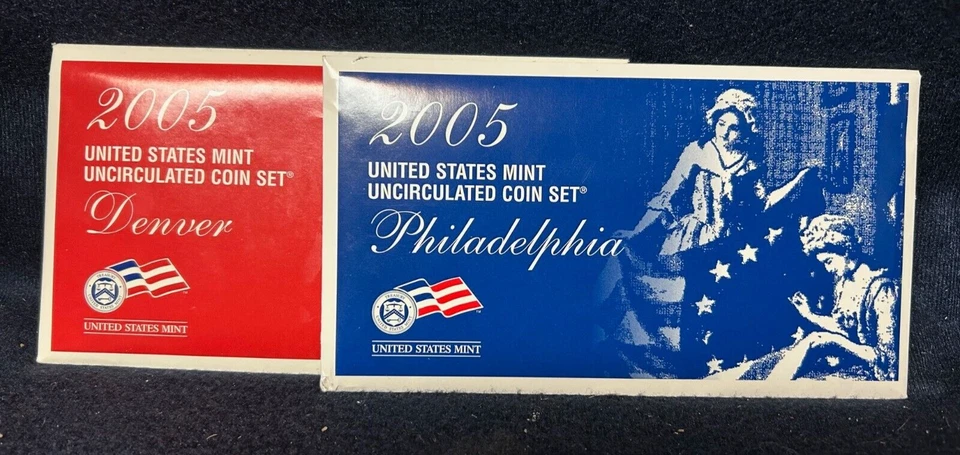 2005
UNITED STATES MINT
UNCIRCULATED COIN SET®
Denver
UNITED STATES MINT
2005
UNITED STATES MINT
UNCIRCULATED COIN SET®
Philadelphia
UNITED STATES MINT